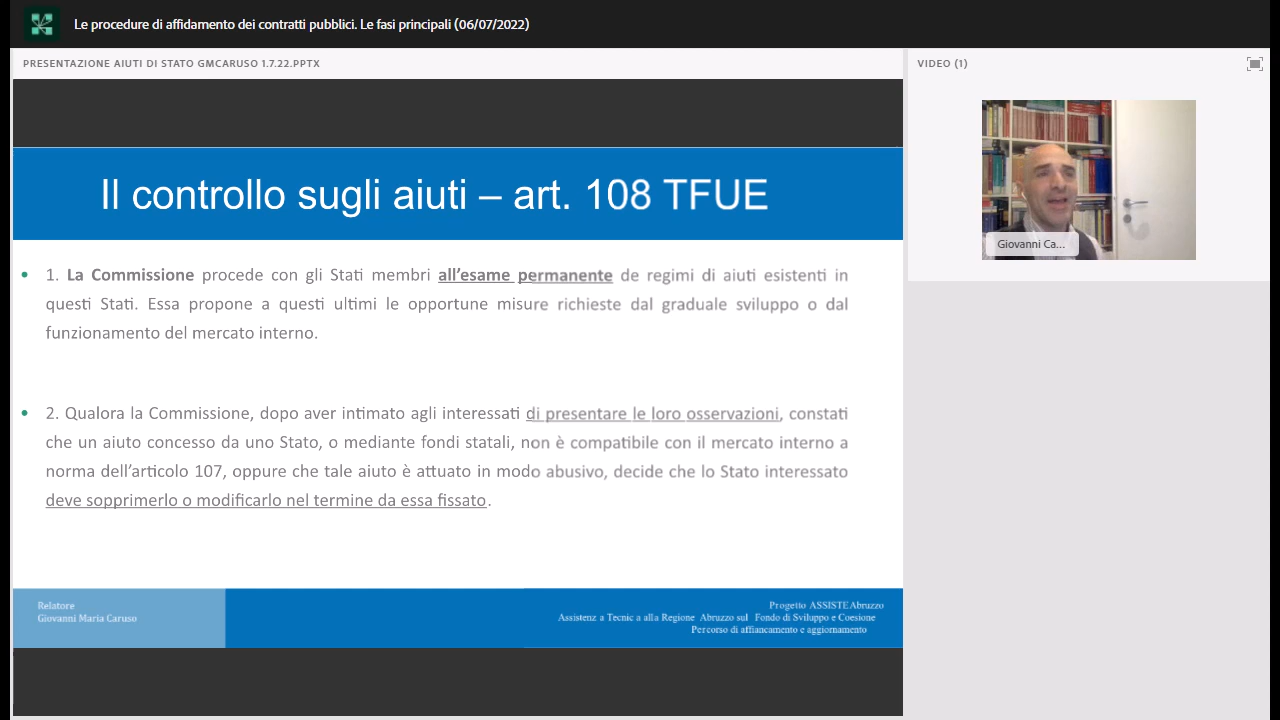 Le procedure di affidamento dei contratti pubblici. Le fasi principali (06/07/2022)
PRESENTAZIONE AIUTI DI STATO GMCARUSO 1.7.22.PPTX
VIDEO (1)
Il controllo sugli aiuti – art. 108 TFUE
• 1. La Commissione procede con gli Stati membri all’esame permanente de regimi di aiuti esistenti in
questi Stati. Essa propone a questi ultimi le opportune misure richieste dal graduale sviluppo o dal
funzionamento del mercato interno.
• 2. Qualora la Commissione, dopo aver intimato agli interessati di presentare le loro osservazioni, constati
che un aiuto concesso da uno Stato, o mediante fondi statali, non è compatibile con il mercato interno a
norma dell’articolo 107, oppure che tale aiuto è attuato in modo abusivo, decide che lo Stato interessato
deve sopprimerlo o modificarlo nel termine da essa fissato.
Giovanni Ca...
Relatore
Giovanni Maria Caruso
Progetto ASSISTE Abruzzo
Assistenz a Tecnic a alla Regione Abruzzo sul Fondo di Sviluppo e Coesione
Percorso di affiancamento e aggiornamento